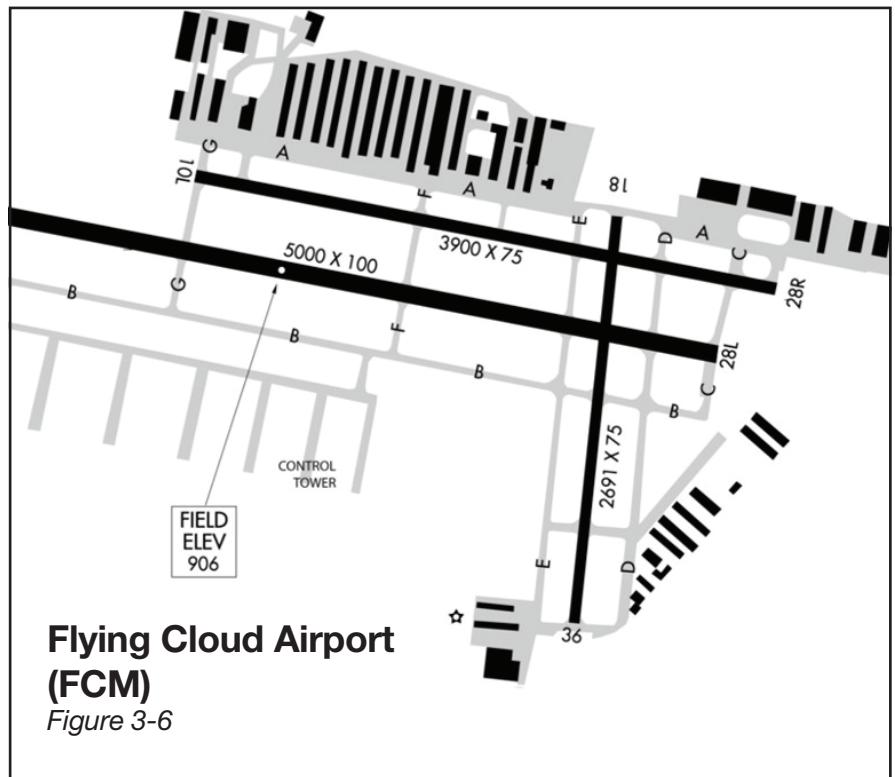 G
A
10L
F
A
18
E
D
A
C
5000 X 100
3900 X 75
28R
G
B
B
F
B
28L
C
B
2691 X 75
CONTROL
TOWER
FIELD
ELEV
906
E
D
36
Flying Cloud Airport
(FCM)
Figure 3-6